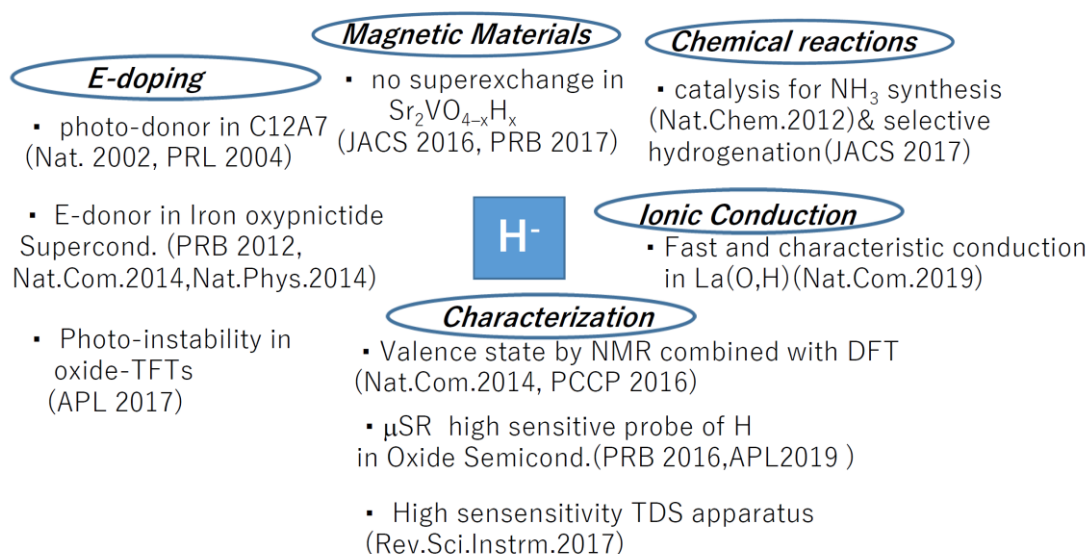 E-doping
・ photo-donor in C12A7
(Nat. 2002, PRL 2004)
・ E-donor in Iron oxypnictide
Supercond. (PRB 2012,
Nat.Com.2014,Nat.Phys.2014)
・ Photo-instability in
oxide-TFTs
(APL 2017)
Magnetic Materials
・ no superexchange in
Sr₂VO₄₋ₓHₓ
(JACS 2016, PRB 2017)
Chemical reactions
・catalysis for NH₃ synthesis
(Nat.Chem.2012)& selective
hydrogenation(JACS 2017)
H⁻
Ionic Conduction
・Fast and characteristic conduction
in La(O,H)(Nat.Com.2019)
Characterization
・Valence state by NMR combined with DFT
(Nat.Com.2014, PCCP 2016)
・μSR high sensitive probe of H
in Oxide Semicond.(PRB 2016,APL2019 )
・ High sensensitivity TDS apparatus
(Rev.Sci.Instrm.2017)